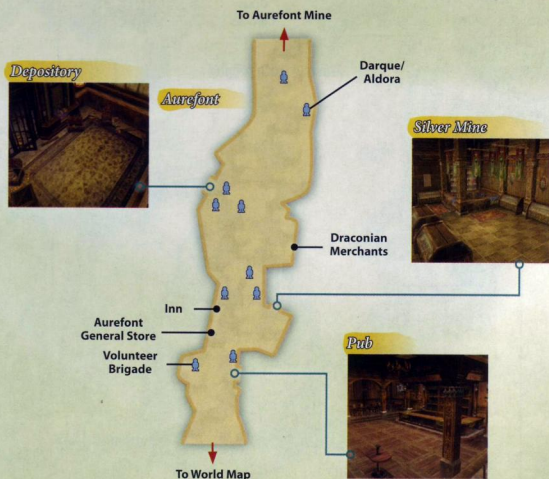 To Aurefont Mine
Depository
Aurefont
Darque/
Aldora
Silver Mine
Draconian
Merchants
Inn
Aurefont
General Store
Volunteer
Brigade
Pub
To World Map